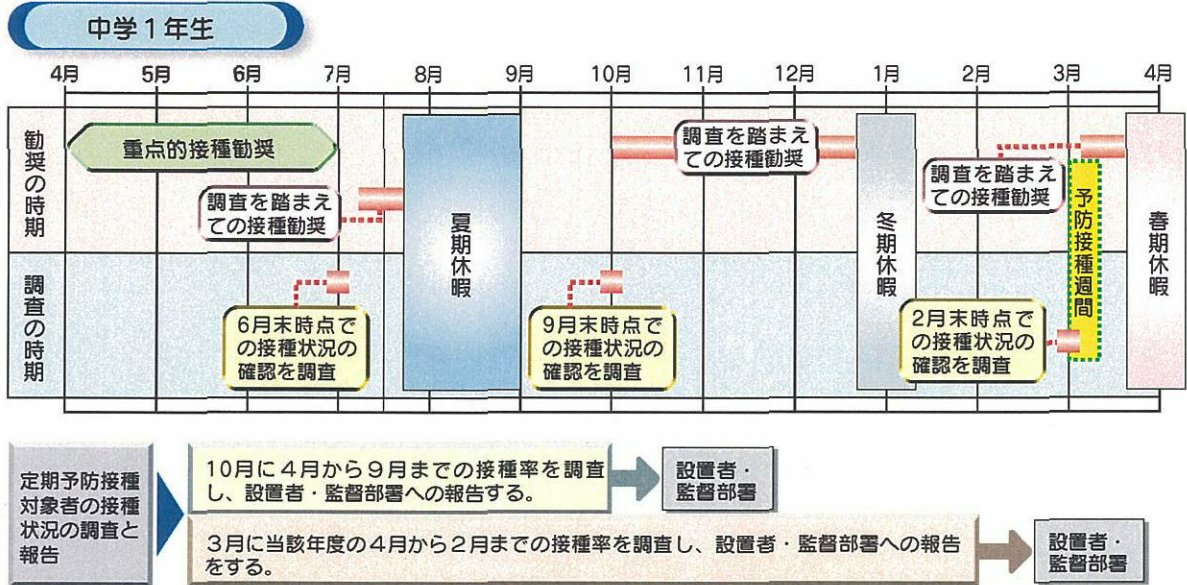 中学1年生
4月 5月 6月 7月 8月 9月 10月 11月 12月 1月 2月 3月 4月
勧奨の時期
重点的接種勧奨
調査を踏まえ
ての接種勧奨
調査を踏まえ
ての接種勧奨
調査を踏まえ
ての接種勧奨
夏期休暇
冬期休暇
予防接種週間
春期休暇
調査の時期
6月末時点で
の接種状況の
確認を調査
9月末時点で
の接種状況の
確認を調査
2月末時点で
の接種状況の
確認を調査
定期予防接種
対象者の接種
状況の調査と
報告
10月に4月から9月までの接種率を調査
し、設置者・監督部署への報告する。
設置者・
監督部署
3月に当該年度の4月から2月までの接種率を調査し、設置者・監督部署への報告
をする。
設置者・
監督部署